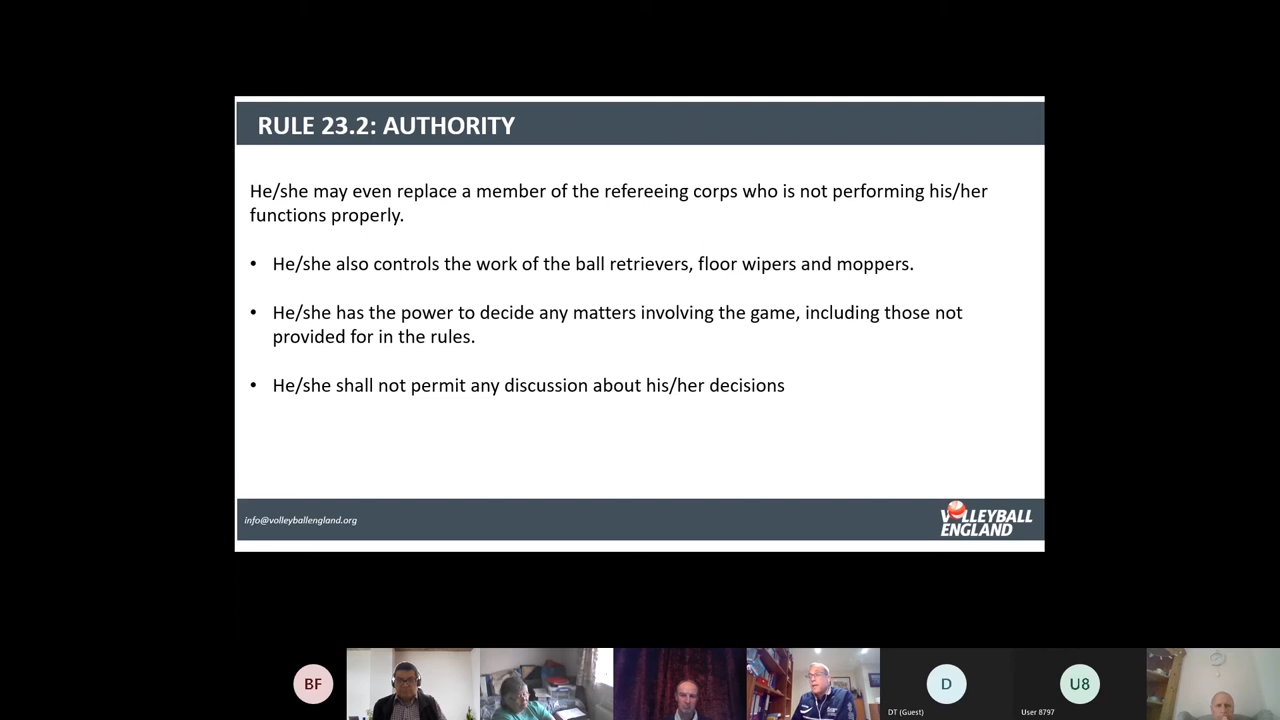 RULE 23.2: AUTHORITY
He/she may even replace a member of the refereeing corps who is not performing his/her
functions properly.
• He/she also controls the work of the ball retrievers, floor wipers and moppers.
• He/she has the power to decide any matters involving the game, including those not
provided for in the rules.
• He/she shall not permit any discussion about his/her decisions
info@volleyballengland.org
VOLLEYBALL
ENGLAND
BF
D
U8
DT (Guest)
User 8797